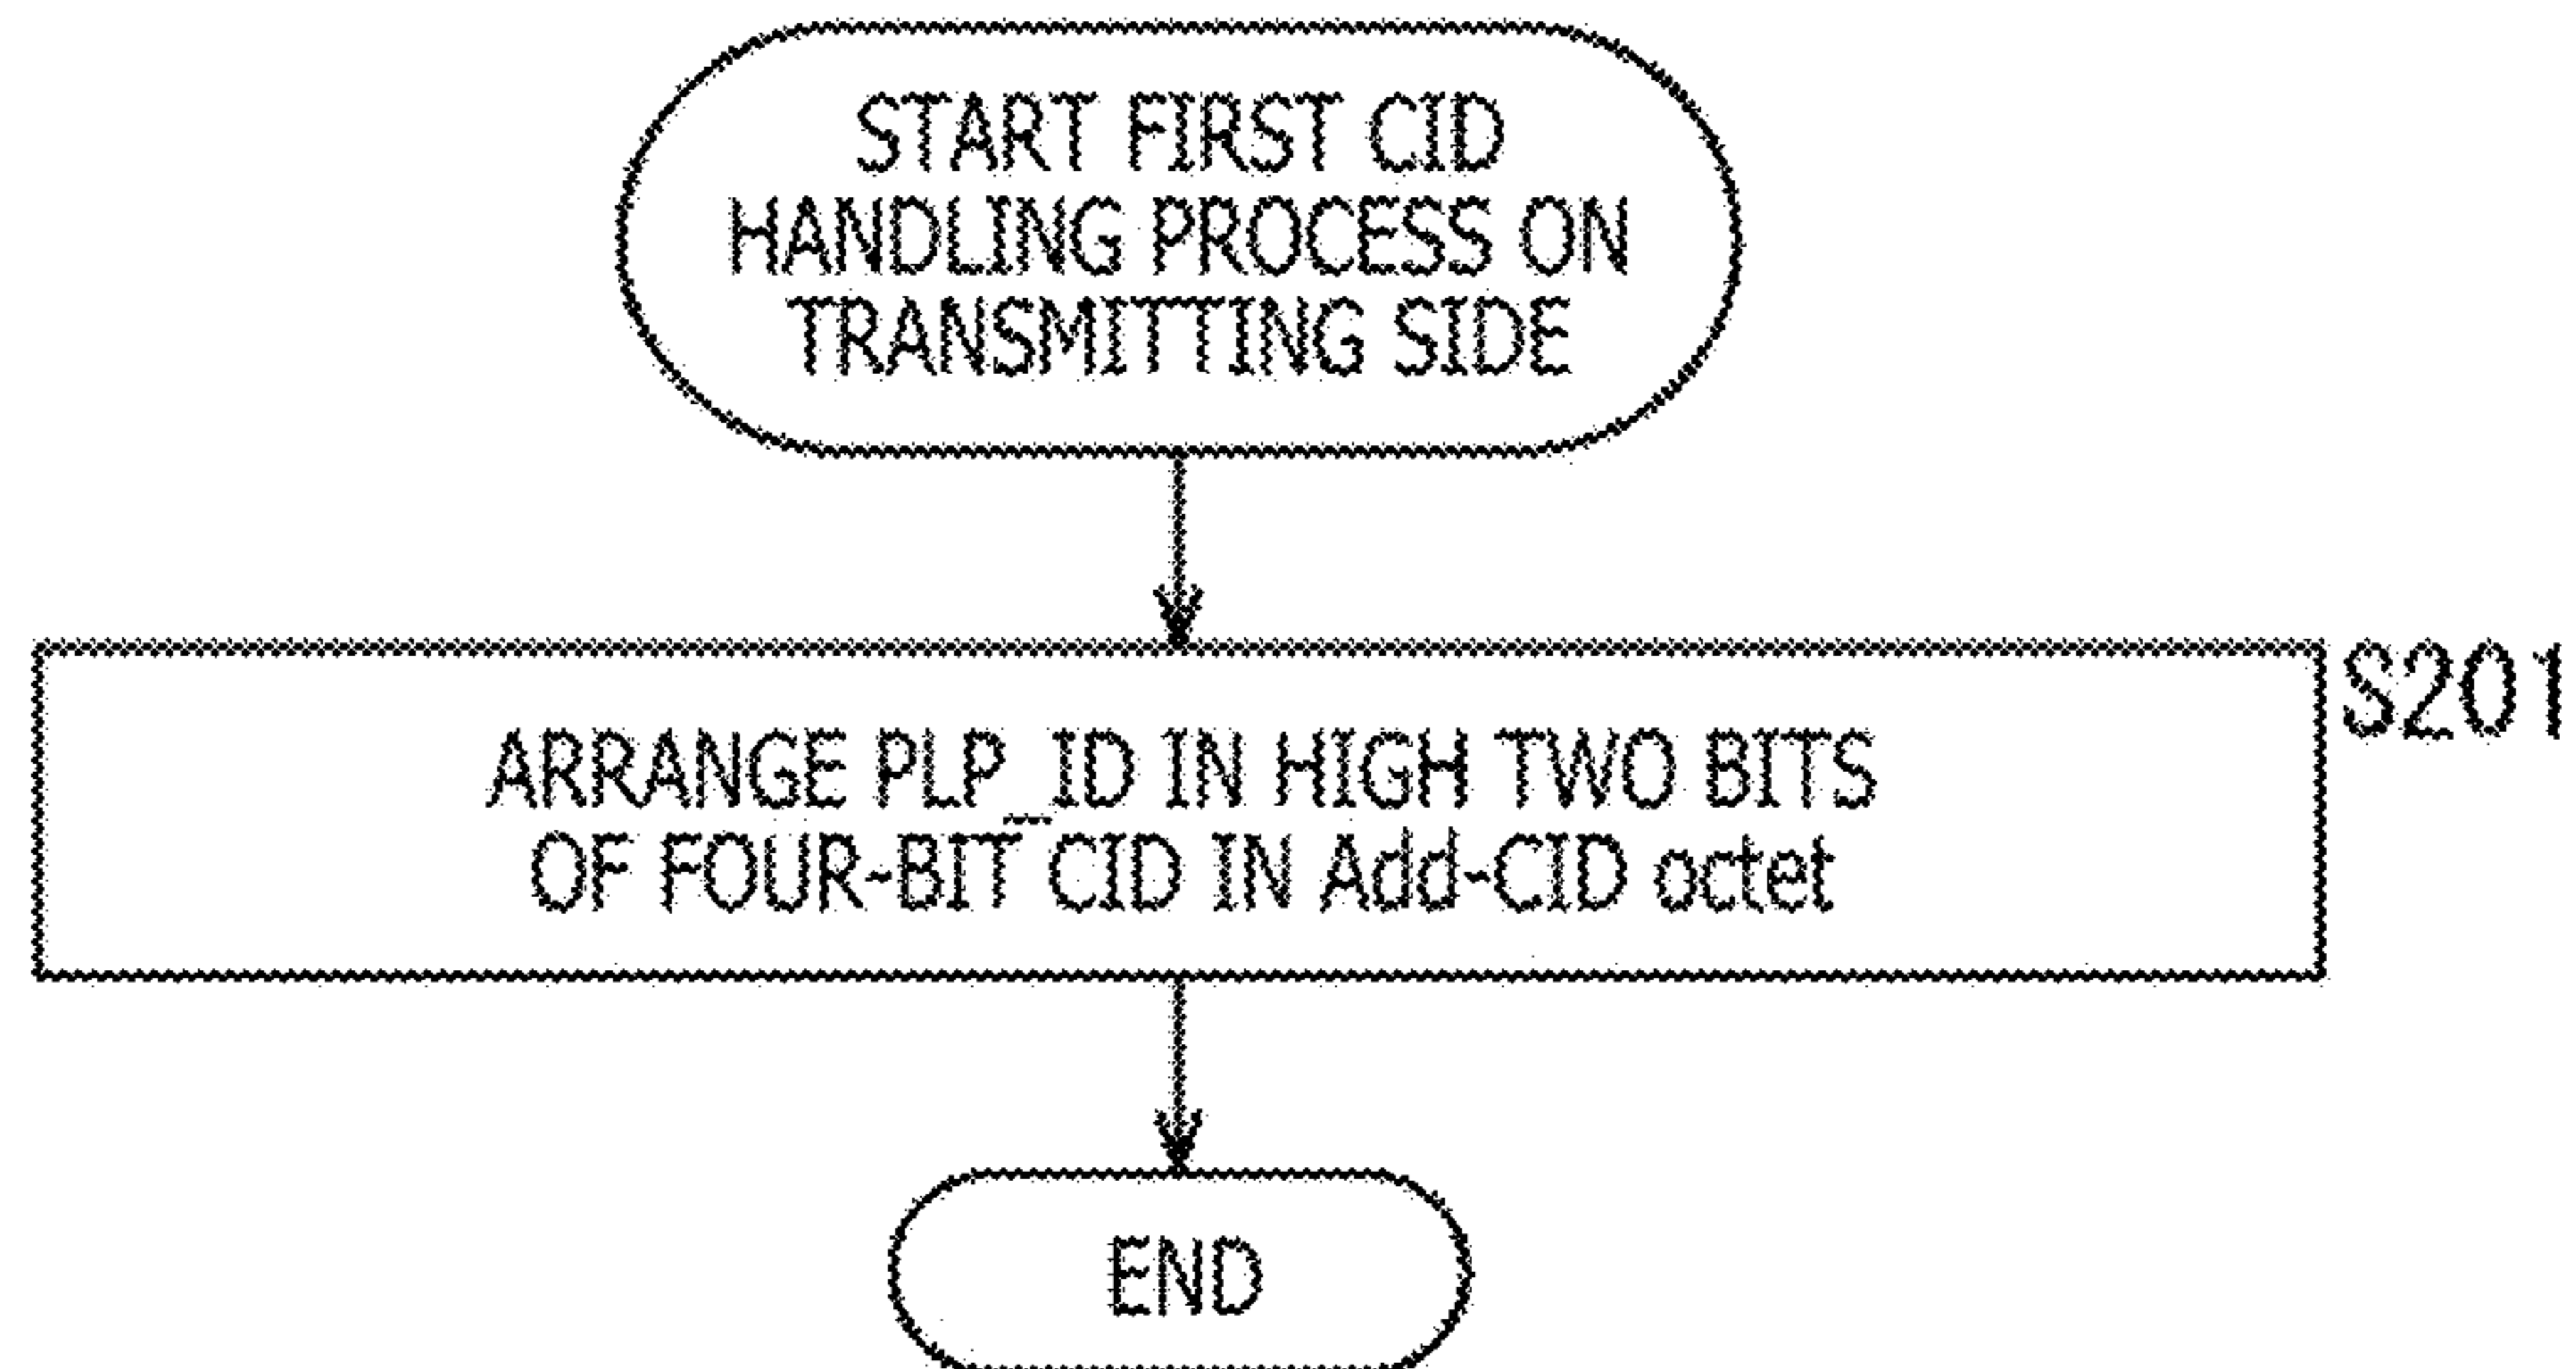 START FIRST CID
HANDLING PROCESS ON
TRANSMITTING SIDE
S201
ARRANGE PLP_ID IN HIGH TWO BITS
OF FOUR-BIT CID IN Add-CID octet
END